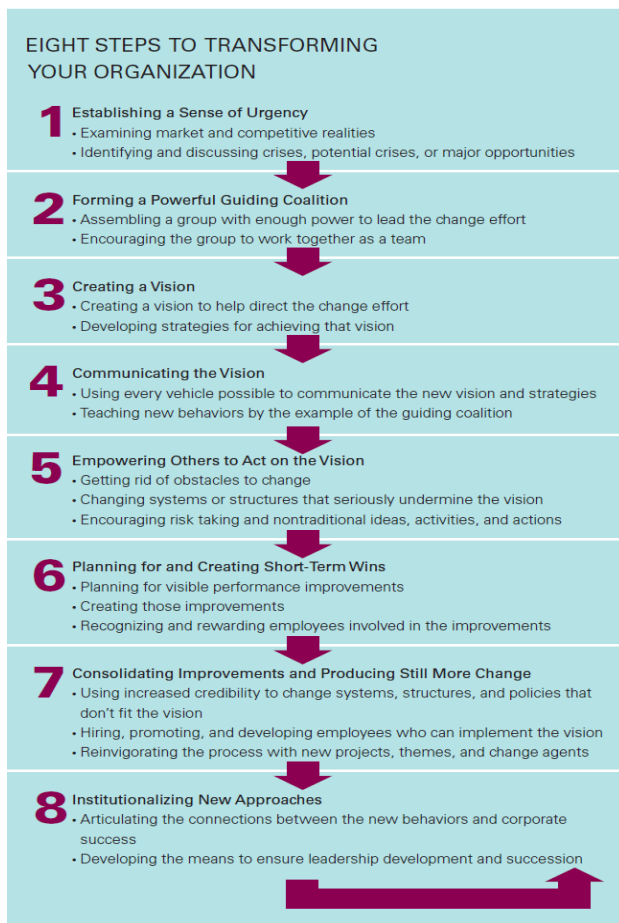 EIGHT STEPS TO TRANSFORMING
YOUR ORGANIZATION
1 Establishing a Sense of Urgency
• Examining market and competitive realities
• Identifying and discussing crises, potential crises, or major opportunities
2 Forming a Powerful Guiding Coalition
• Assembling a group with enough power to lead the change effort
• Encouraging the group to work together as a team
3 Creating a Vision
• Creating a vision to help direct the change effort
• Developing strategies for achieving that vision
4 Communicating the Vision
• Using every vehicle possible to communicate the new vision and strategies
• Teaching new behaviors by the example of the guiding coalition
5 Empowering Others to Act on the Vision
• Getting rid of obstacles to change
• Changing systems or structures that seriously undermine the vision
• Encouraging risk taking and nontraditional ideas, activities, and actions
6 Planning for and Creating Short-Term Wins
• Planning for visible performance improvements
• Creating those improvements
• Recognizing and rewarding employees involved in the improvements
7 Consolidating Improvements and Producing Still More Change
• Using increased credibility to change systems, structures, and policies that
don't fit the vision
• Hiring, promoting, and developing employees who can implement the vision
• Reinvigorating the process with new projects, themes, and change agents
8 Institutionalizing New Approaches
• Articulating the connections between the new behaviors and corporate
success
• Developing the means to ensure leadership development and succession